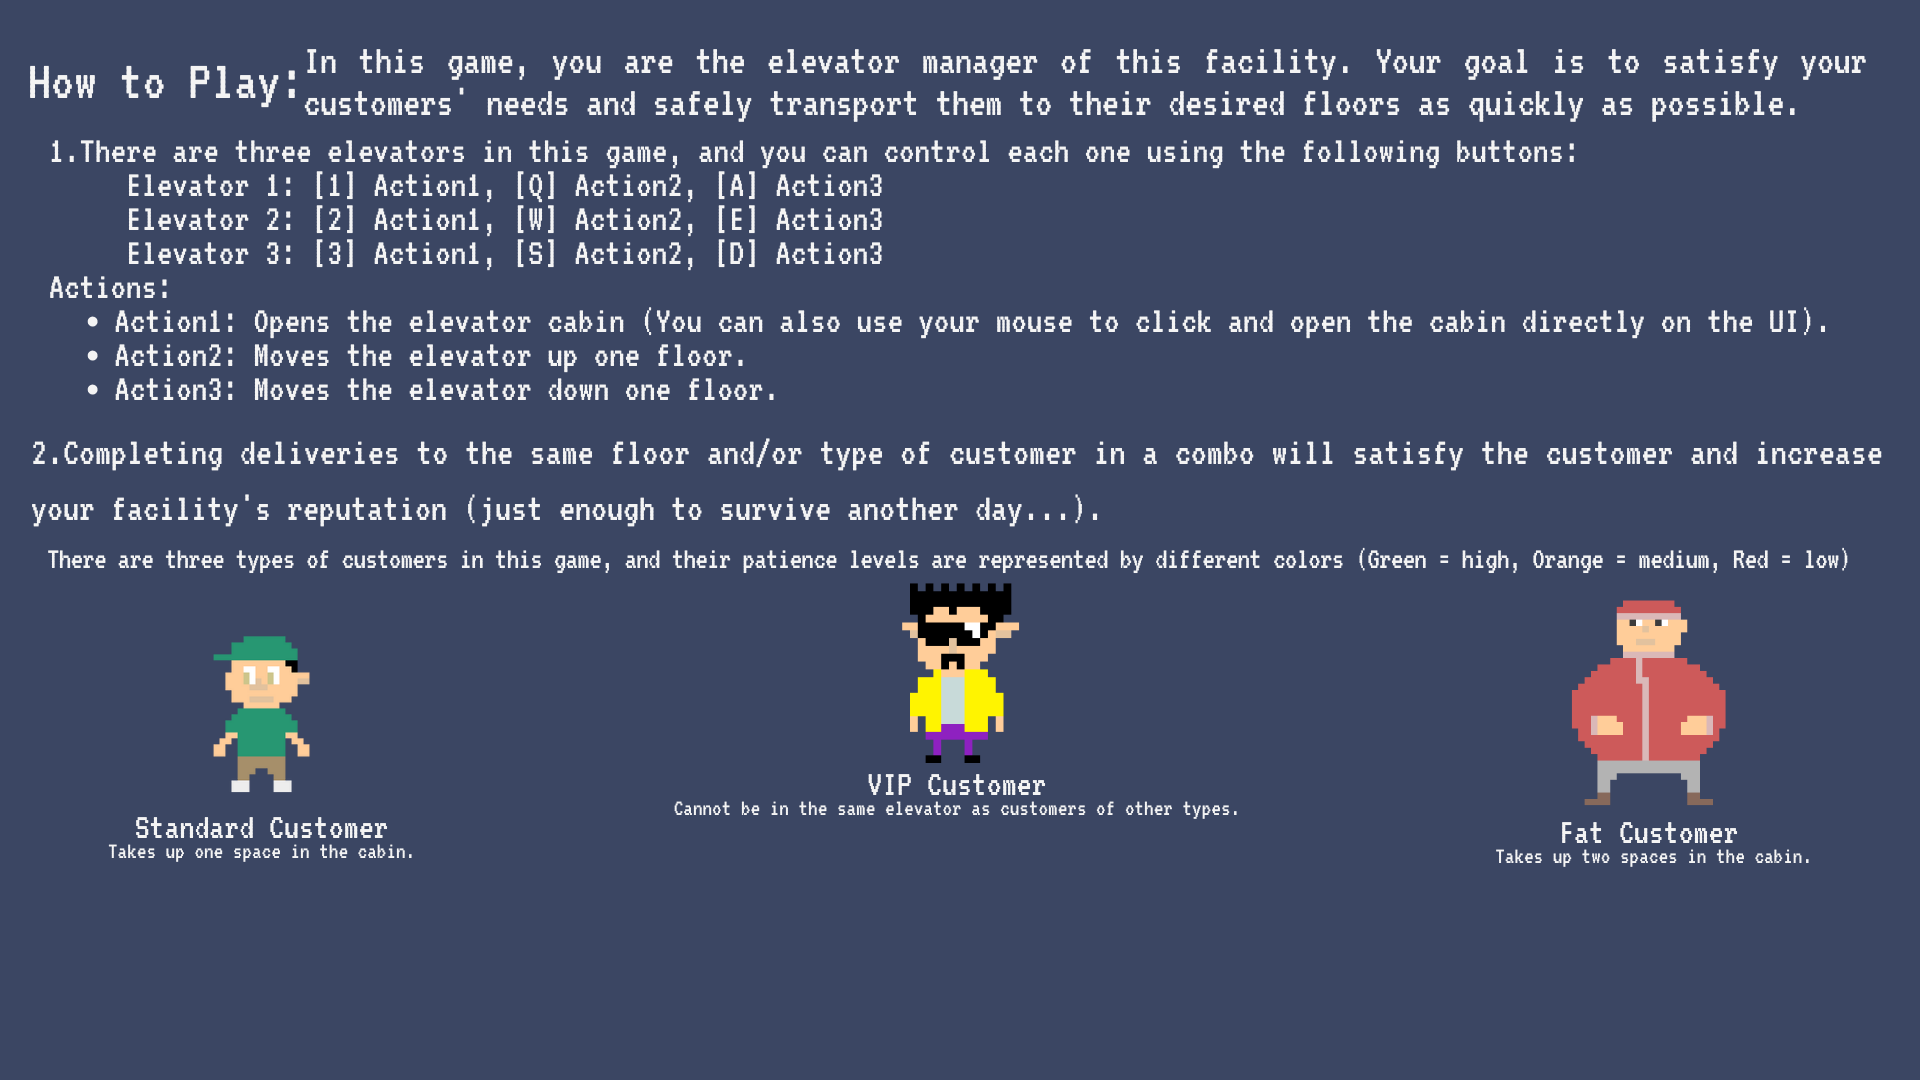 How to Play:
In this game, you are the elevator manager of this facility. Your goal is to satisfy your
customers' needs and safely transport them to their desired floors as quickly as possible.
1.There are three elevators in this game, and you can control each one using the following buttons:
Elevator 1: [1] Action1, [Q] Action2, [A] Action3
Elevator 2: [2] Action1, [W] Action2, [E] Action3
Elevator 3: [3] Action1, [S] Action2, [D] Action3
Actions:
• Action1: Opens the elevator cabin (You can also use your mouse to click and open the cabin directly on the UI).
• Action2: Moves the elevator up one floor.
• Action3: Moves the elevator down one floor.
2.Completing deliveries to the same floor and/or type of customer in a combo will satisfy the customer and increase
your facility's reputation (just enough to survive another day...).
There are three types of customers in this game, and their patience levels are represented by different colors (Green = high, Orange = medium, Red = low)
Standard Customer
Takes up one space in the cabin.
VIP Customer
Cannot be in the same elevator as customers of other types.
Fat Customer
Takes up two spaces in the cabin.